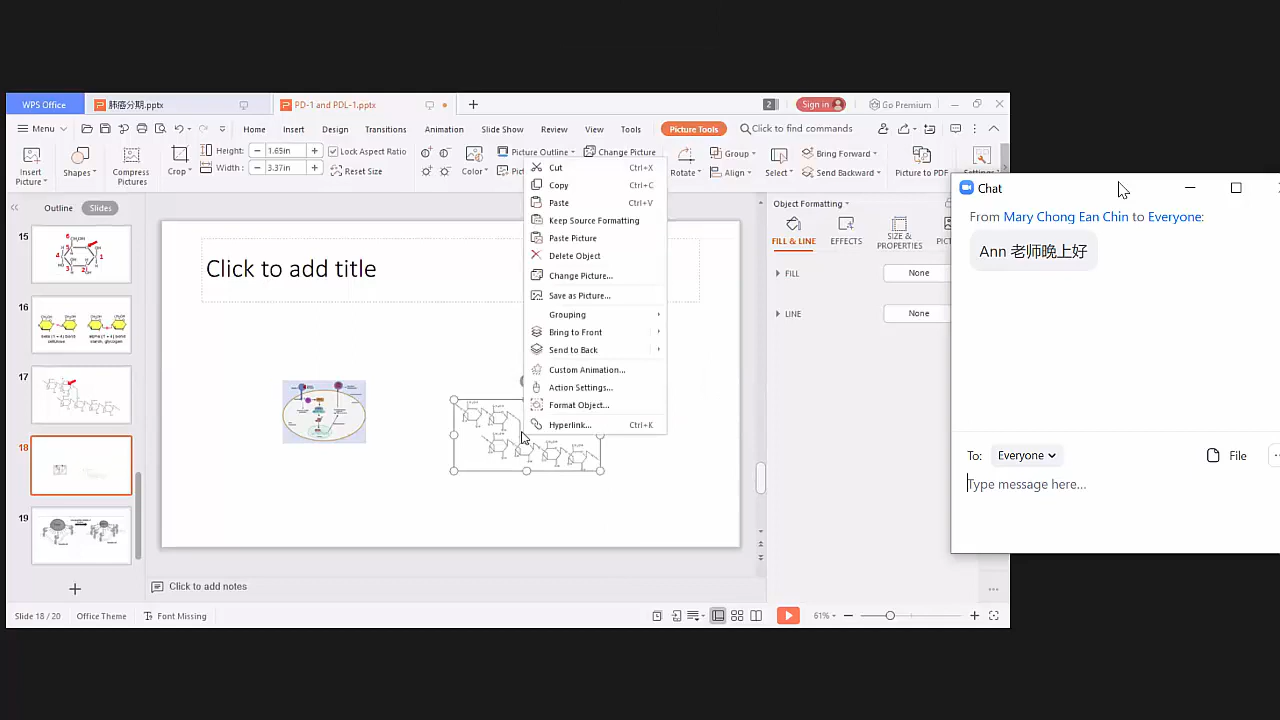 WPS Office
肺癌分期.pptx
PD-1 and PDL-1.pptx
2
Sign in
Go Premium
Menu
Home
Insert
Design
Transitions
Animation
Slide Show
Review
View
Tools
Picture Tools
Click to find commands
Insert
Picture
Shapes
Compress
Pictures
Crop
Height: 1.65in
Width: 3.37in
Lock Aspect Ratio
Reset Size
Color
Picture Outline
Change Picture
Rotate
Group
Align
Select
Bring Forward
Send Backward
Picture to PDF
Outline
Slides
15
16
17
18
19
Click to add title
Cut Ctrl+X
Copy Ctrl+C
Paste Ctrl+V
Keep Source Formatting
Paste Picture
Delete Object
Change Picture...
Save as Picture...
Grouping
Bring to Front
Send to Back
Custom Animation...
Action Settings...
Format Object...
Hyperlink... Ctrl+K
Object Formatting
FILL & LINE
EFFECTS
SIZE &
PROPERTIES
FILL
None
LINE
None
Click to add notes
Slide 18 / 20
Office Theme
Font Missing
61%
Chat
From Mary Chong Ean Chin to Everyone:
Ann 老师晚上好
To: Everyone
File
Type message here...